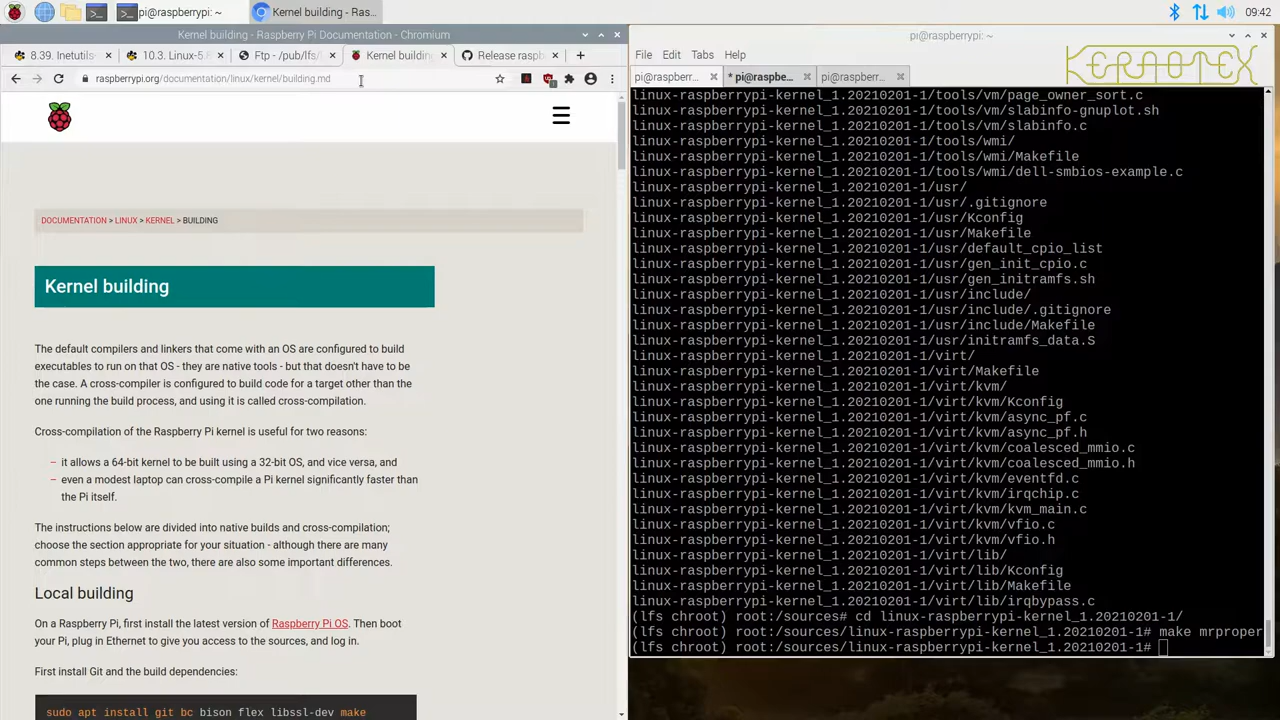 pi@raspberrypi: ~
Kernel building - Ras...
09:42
Kernel building - Raspberry Pi Documentation - Chromium
8.39. Inetutils-
10.3. Linux-5.
Ftp - /pub/lfs/
Kernel building
Release raspb
raspberrypi.org/documentation/linux/kernel/building.md
DOCUMENTATION > LINUX > KERNEL > BUILDING
Kernel building
The default compilers and linkers that come with an OS are configured to build
executables to run on that OS - they are native tools - but that doesn't have to be
the case. A cross-compiler is configured to build code for a target other than the
one running the build process, and using it is called cross-compilation.
Cross-compilation of the Raspberry Pi kernel is useful for two reasons:
– it allows a 64-bit kernel to be built using a 32-bit OS, and vice versa, and
– even a modest laptop can cross-compile a Pi kernel significantly faster than
the Pi itself.
The instructions below are divided into native builds and cross-compilation;
choose the section appropriate for your situation - although there are many
common steps between the two, there are also some important differences.
Local building
On a Raspberry Pi, first install the latest version of Raspberry Pi OS. Then boot
your Pi, plug in Ethernet to give you access to the sources, and log in.
First install Git and the build dependencies:
sudo apt install git bc bison flex libssl-dev make
pi@raspberrypi: ~
File Edit Tabs Help
KERNOTEX
pi@raspberr...
* pi@raspbe...
pi@raspberr...
linux-raspberrypi-kernel_1.20210201-1/tools/vm/page_owner_sort.c
linux-raspberrypi-kernel_1.20210201-1/tools/vm/slabinfo-gnuplot.sh
linux-raspberrypi-kernel_1.20210201-1/tools/vm/slabinfo.c
linux-raspberrypi-kernel_1.20210201-1/tools/wmi/
linux-raspberrypi-kernel_1.20210201-1/tools/wmi/Makefile
linux-raspberrypi-kernel_1.20210201-1/tools/wmi/dell-smbios-example.c
linux-raspberrypi-kernel_1.20210201-1/usr/
linux-raspberrypi-kernel_1.20210201-1/usr/.gitignore
linux-raspberrypi-kernel_1.20210201-1/usr/Kconfig
linux-raspberrypi-kernel_1.20210201-1/usr/Makefile
linux-raspberrypi-kernel_1.20210201-1/usr/default_cpio_list
linux-raspberrypi-kernel_1.20210201-1/usr/gen_init_cpio.c
linux-raspberrypi-kernel_1.20210201-1/usr/gen_initramfs.sh
linux-raspberrypi-kernel_1.20210201-1/usr/include/
linux-raspberrypi-kernel_1.20210201-1/usr/include/.gitignore
linux-raspberrypi-kernel_1.20210201-1/usr/include/Makefile
linux-raspberrypi-kernel_1.20210201-1/usr/initramfs_data.S
linux-raspberrypi-kernel_1.20210201-1/virt/
linux-raspberrypi-kernel_1.20210201-1/virt/Makefile
linux-raspberrypi-kernel_1.20210201-1/virt/kvm/
linux-raspberrypi-kernel_1.20210201-1/virt/kvm/Kconfig
linux-raspberrypi-kernel_1.20210201-1/virt/kvm/async_pf.c
linux-raspberrypi-kernel_1.20210201-1/virt/kvm/async_pf.h
linux-raspberrypi-kernel_1.20210201-1/virt/kvm/coalesced_mmio.c
linux-raspberrypi-kernel_1.20210201-1/virt/kvm/coalesced_mmio.h
linux-raspberrypi-kernel_1.20210201-1/virt/kvm/eventfd.c
linux-raspberrypi-kernel_1.20210201-1/virt/kvm/irqchip.c
linux-raspberrypi-kernel_1.20210201-1/virt/kvm/kvm_main.c
linux-raspberrypi-kernel_1.20210201-1/virt/kvm/vfio.c
linux-raspberrypi-kernel_1.20210201-1/virt/kvm/vfio.h
linux-raspberrypi-kernel_1.20210201-1/virt/lib/
linux-raspberrypi-kernel_1.20210201-1/virt/lib/Kconfig
linux-raspberrypi-kernel_1.20210201-1/virt/lib/Makefile
linux-raspberrypi-kernel_1.20210201-1/virt/lib/irqbypass.c
(lfs chroot) root:/sources# cd linux-raspberrypi-kernel_1.20210201-1/
(lfs chroot) root:/sources/linux-raspberrypi-kernel_1.20210201-1# make mrproper
(lfs chroot) root:/sources/linux-raspberrypi-kernel_1.20210201-1#